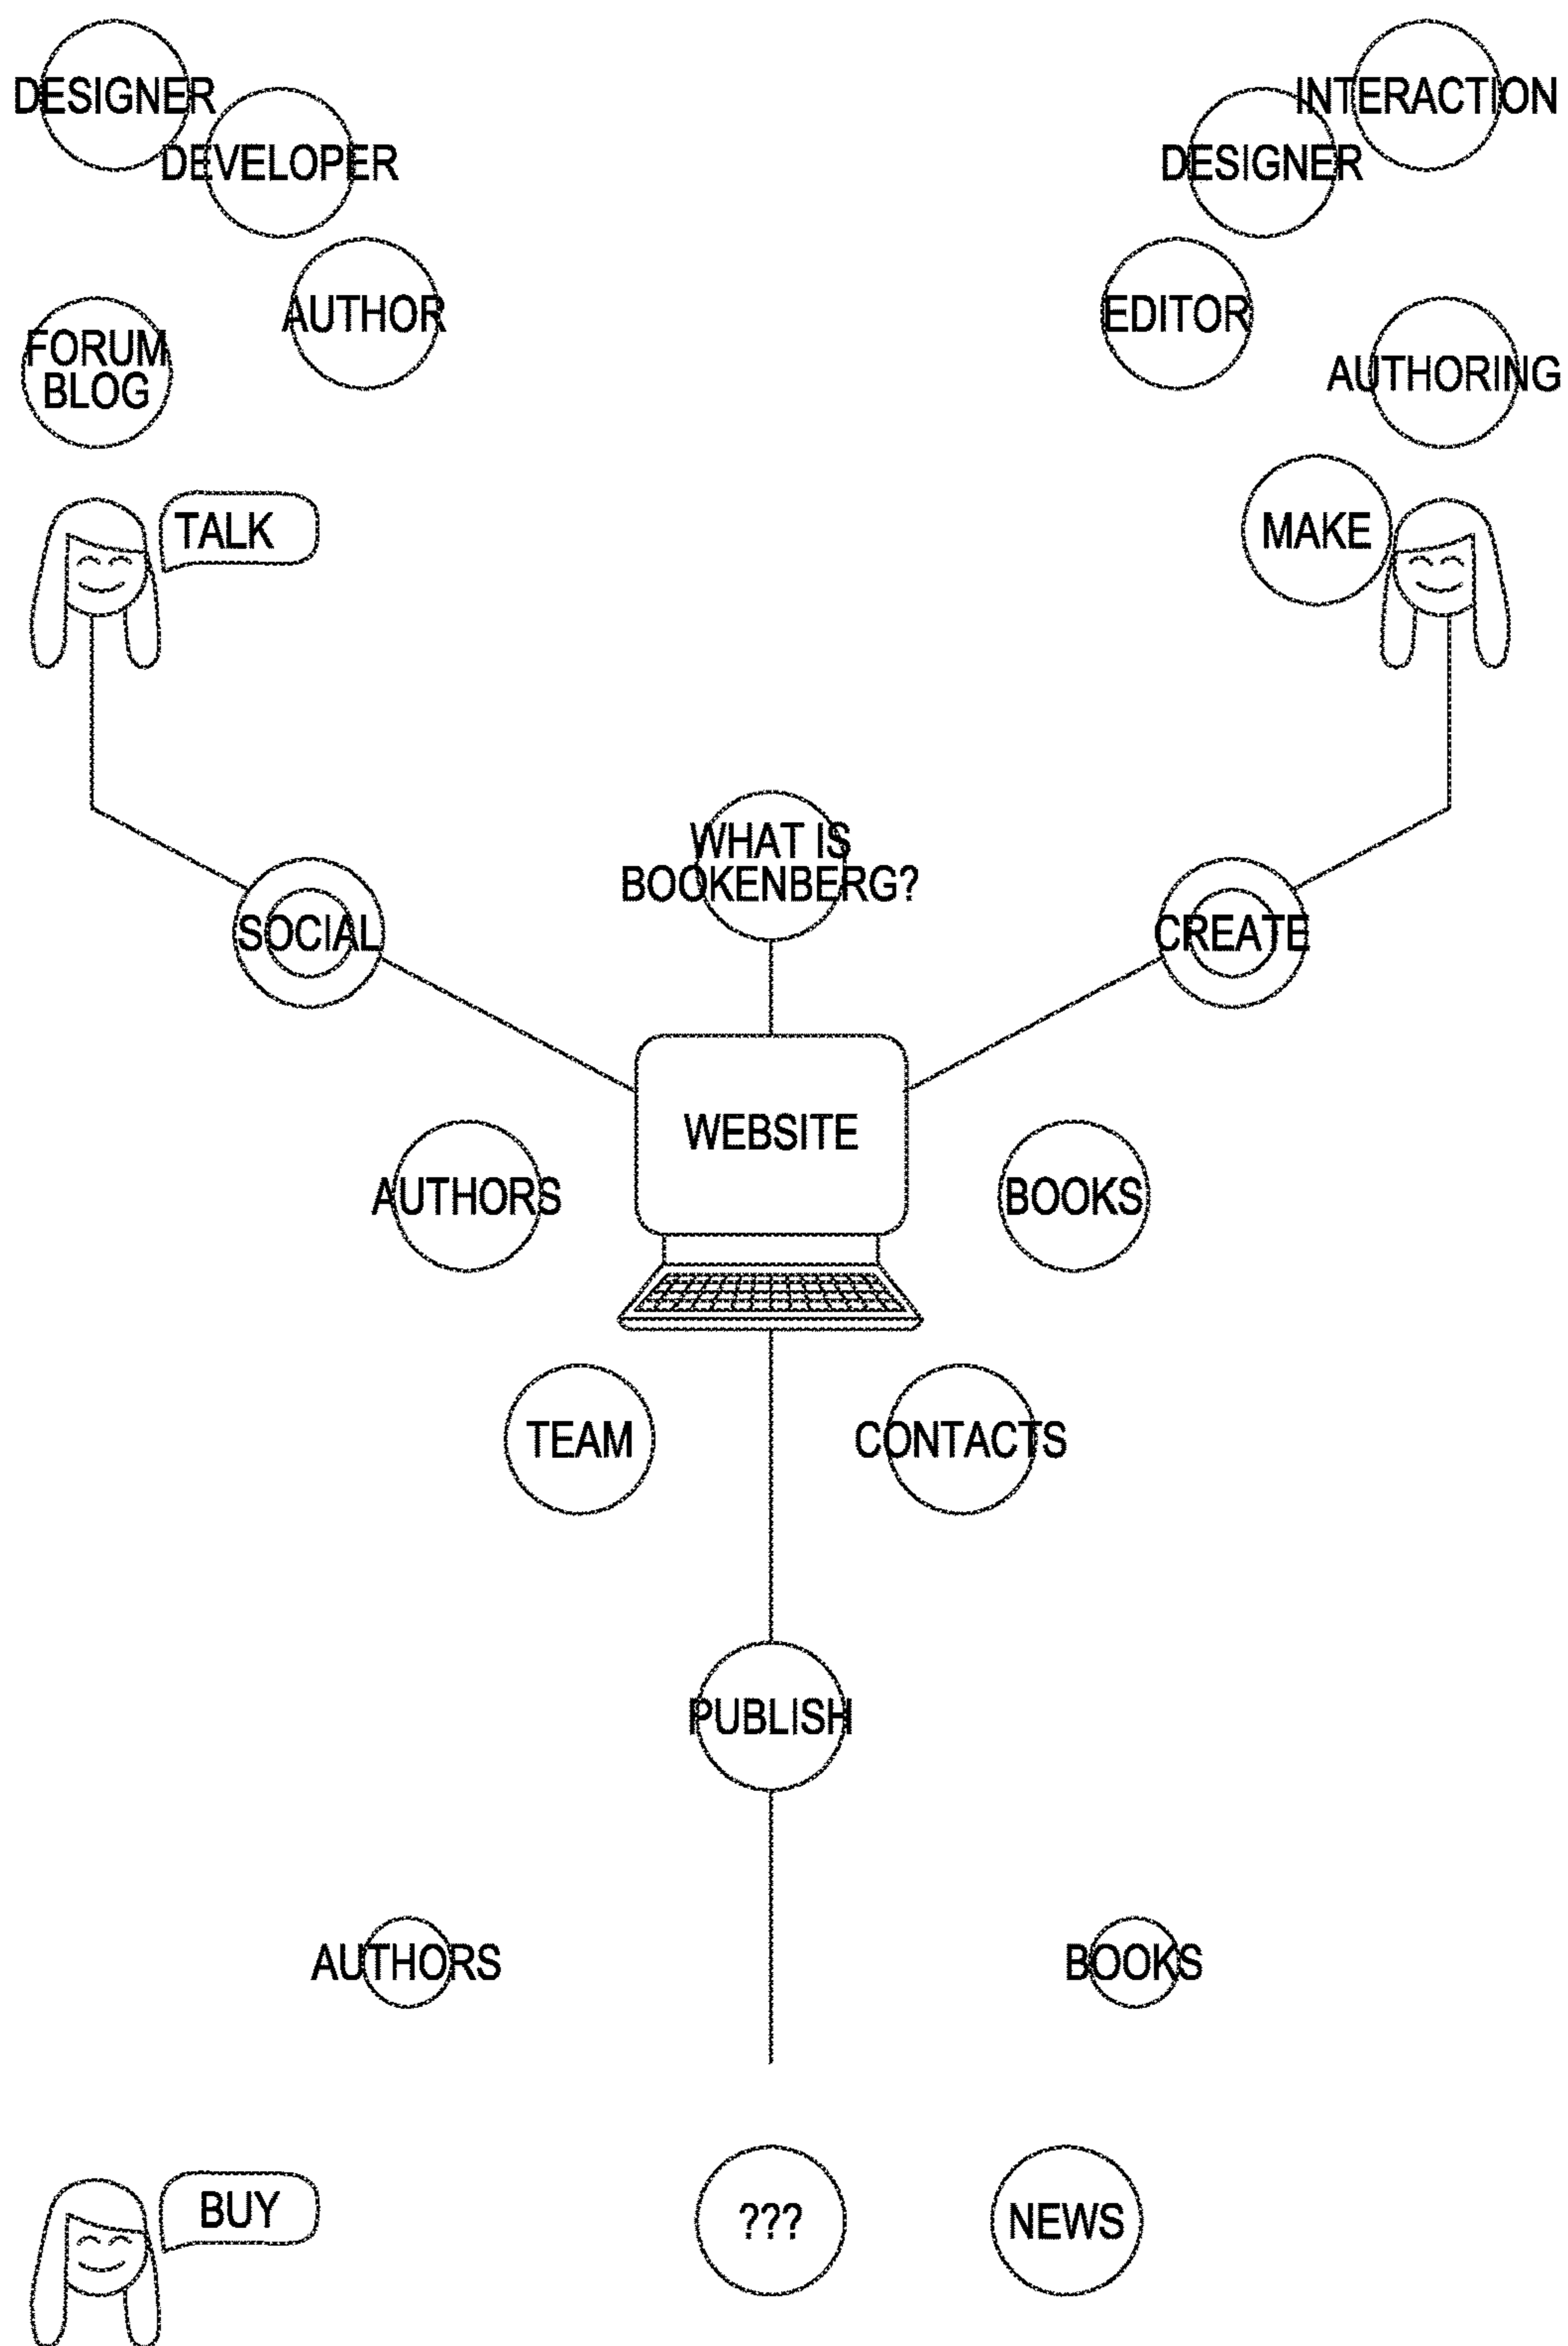 DESIGNER
DEVELOPER
AUTHOR
FORUM
BLOG
TALK
INTERACTION
DESIGNER
EDITOR
AUTHORING
MAKE
SOCIAL
WHAT IS
BOOKENBERG?
CREATE
WEBSITE
AUTHORS
BOOKS
TEAM
CONTACTS
PUBLISH
AUTHORS
BOOKS
BUY
???
NEWS